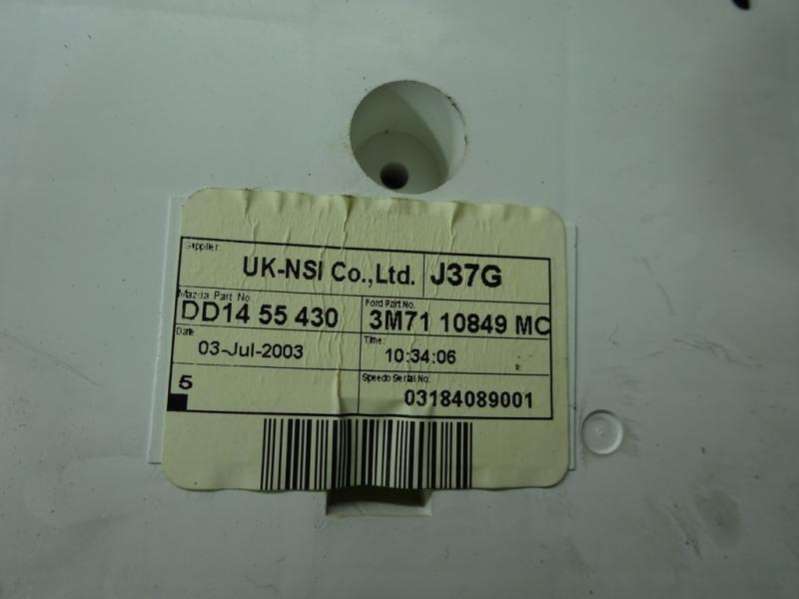 Supplier:
UK-NSI Co.,Ltd. J37G
Mazda Part No. Ford Part No.
DD14 55 430 3M71 10849 MC
Date Time:
03-Jul-2003 10:34:06
5 Speedo Serial No:
03184089001